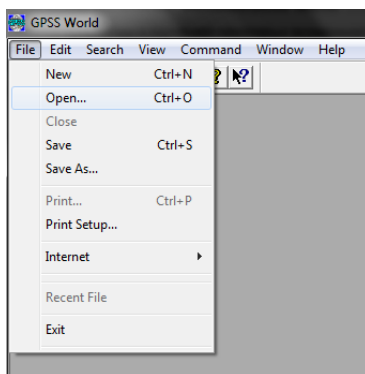 GPSS World
File Edit Search View Command Window Help
New Ctrl+N
Open... Ctrl+O
Close
Save Ctrl+S
Save As...
Print... Ctrl+P
Print Setup...
Internet
Recent File
Exit